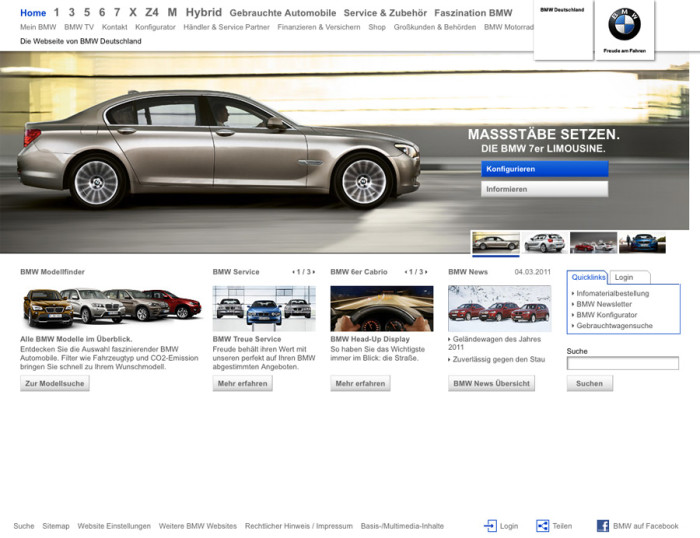 Home 1 3 5 6 7 X Z4 M Hybrid Gebrauchte Automobile Service & Zubehör Faszination BMW
BMW Deutschland
Mein BMW BMW TV Kontakt Konfigurator Händler & Service Partner Finanzieren & Versichern Shop Großkunden & Behörden BMW Motorrad
BMW
Die Webseite von BMW Deutschland
Freude am Fahren
MASSSTÄBE SETZEN.
DIE BMW 7er LIMOUSINE.
Konfigurieren
Informieren
BMW Modellfinder
BMW Service 1 / 3
BMW 6er Cabrio 1 / 3
BMW News 04.03.2011
Quicklinks Login
Infomaterialbestellung
BMW Newsletter
BMW Konfigurator
Gebrauchtwagensuche
Alle BMW Modelle im Überblick.
Entdecken Sie die Auswahl faszinierender BMW
Automobile. Filter wie Fahrzeugtyp und CO2-Emission
bringen Sie schnell zu Ihrem Wunschmodell.
Zur Modellsuche
BMW Treue Service
Freude behält ihren Wert mit
unseren perfekt auf Ihren BMW
abgestimmten Angeboten.
Mehr erfahren
BMW Head-Up Display
So haben Sie das Wichtigste
immer im Blick: die Straße.
Mehr erfahren
Geländewagen des Jahres
2011
Zuverlässig gegen den Stau
BMW News Übersicht
Suche
Suchen
Suche Sitemap Website Einstellungen Weitere BMW Websites Rechtlicher Hinweis / Impressum Basis-/Multimedia-Inhalte Login Teilen BMW auf Facebook